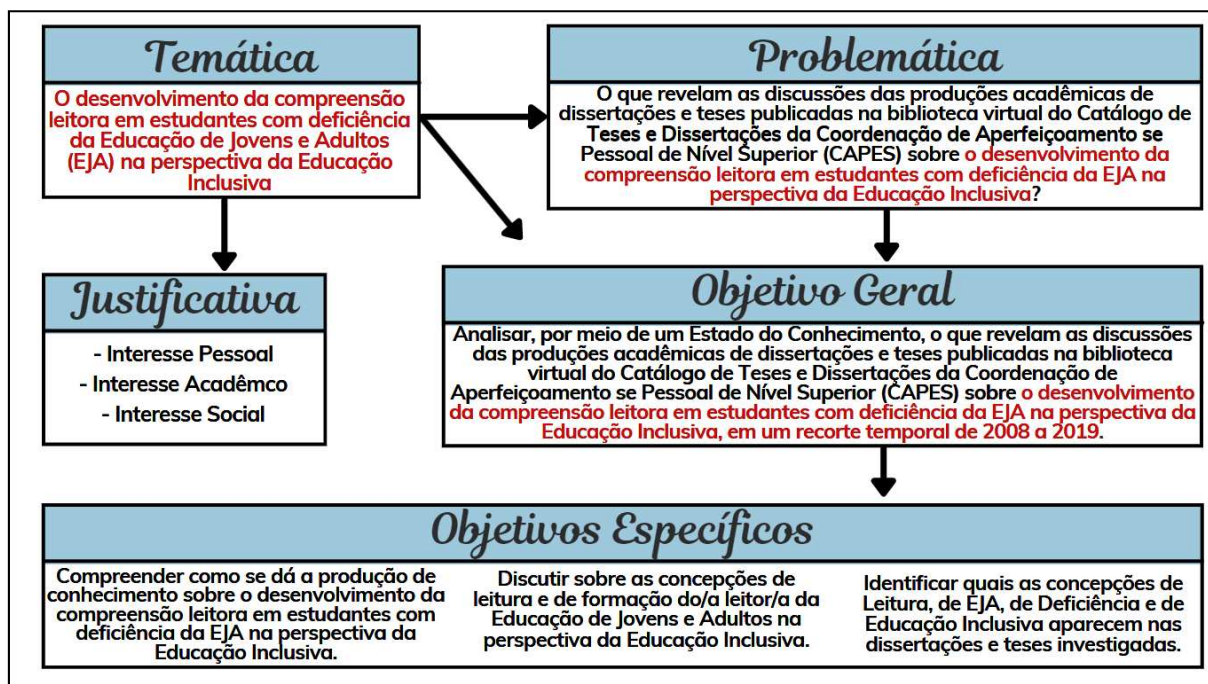 Temática
O desenvolvimento da compreensão
leitora em estudantes com deficiência
da Educação de Jovens e Adultos
(EJA) na perspectiva da Educação
Inclusiva
Problemática
O que revelam as discussões das produções acadêmicas de
dissertações e teses publicadas na biblioteca virtual do Catálogo de
Teses e Dissertações da Coordenação de Aperfeiçoamento se
Pessoal de Nível Superior (CAPES) sobre o desenvolvimento da
compreensão leitora em estudantes com deficiência da EJA na
perspectiva da Educação Inclusiva?
Justificativa
- Interesse Pessoal
- Interesse Acadêmco
- Interesse Social
Objetivo Geral
Analisar, por meio de um Estado do Conhecimento, o que revelam as discussões
das produções acadêmicas de dissertações e teses publicadas na biblioteca
virtual do Catálogo de Teses e Dissertações da Coordenação de
Aperfeiçoamento se Pessoal de Nível Superior (CAPES) sobre o desenvolvimento
da compreensão leitora em estudantes com deficiência da EJA na perspectiva da
Educação Inclusiva, em um recorte temporal de 2008 a 2019.
Objetivos Específicos
Compreender como se dá a produção de
conhecimento sobre o desenvolvimento da
compreensão leitora em estudantes com
deficiência da EJA na perspectiva da
Educação Inclusiva.
Discutir sobre as concepções de
leitura e de formação do/a leitor/a da
Educação de Jovens e Adultos na
perspectiva da Educação Inclusiva.
Identificar quais as concepções de
Leitura, de EJA, de Deficiência e de
Educação Inclusiva aparecem nas
dissertações e teses investigadas.